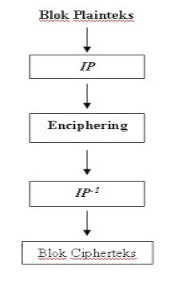 Blok Plainteks
IP
Enciphering
IP-1
Blok Cipherteks